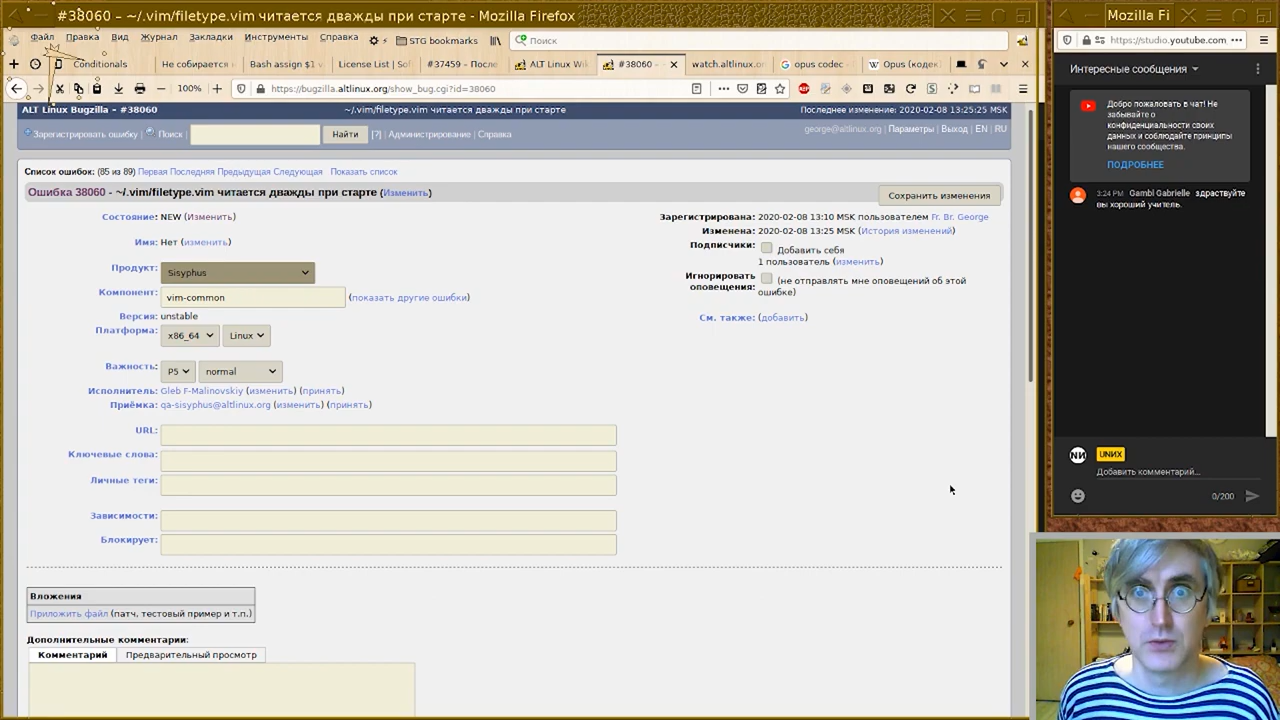 #38060 – ~/.vim/filetype.vim читается дважды при старте - Mozilla Firefox
Файл Правка Вид Журнал Закладки Инструменты Справка STG bookmarks Поиск
Conditionals Не собирается Bash assign $1 License List | So #37459 – После ALT Linux Wik #38060 – watch.altlinux.or opus codec Opus (кодек
100% https://bugzilla.altlinux.org/show_bug.cgi?id=38060
ALT Linux Bugzilla – #38060 ~/.vim/filetype.vim читается дважды при старте Последнее изменение: 2020-02-08 13:25:25 MSK
Зарегистрировать ошибку Поиск Найти [?] Администрирование Справка george@altlinux.org Параметры Выход EN RU
Список ошибок: (85 из 89) Первая Последняя Предыдущая Следующая Показать список
Ошибка 38060 - ~/.vim/filetype.vim читается дважды при старте (Изменить)
Сохранить изменения
Состояние: NEW (Изменить)
Имя: Нет (изменить)
Продукт: Sisyphus
Компонент: vim-common (показать другие ошибки)
Версия: unstable
Платформа: x86_64 Linux
Важность: P5 normal
Исполнитель: Gleb F-Malinovskiy (изменить) (принять)
Приёмка: qa-sisyphus@altlinux.org (изменить) (принять)
URL:
Ключевые слова:
Личные теги:
Зависимости:
Блокирует:
Зарегистрирована: 2020-02-08 13:10 MSK пользователем Fr. Br. George
Изменена: 2020-02-08 13:25 MSK (История изменений)
Подписчики: Добавить себя
1 пользователь (изменить)
Игнорировать оповещения: (не отправлять мне оповещений об этой
ошибке)
См. также: (добавить)
Вложения
Приложить файл (патч, тестовый пример и т.п.)
Дополнительные комментарии:
Комментарий Предварительный просмотр
Mozilla Fi
https://studio.youtube.com
Интересные сообщения
Добро пожаловать в чат! Не
забывайте о
конфиденциальности своих
данных и соблюдайте принципы
нашего сообщества.
ПОДРОБНЕЕ
3:24 PM Gambl Gabrielle здраствуйте
вы хороший учитель.
UNИX
Добавить комментарий...
0/200